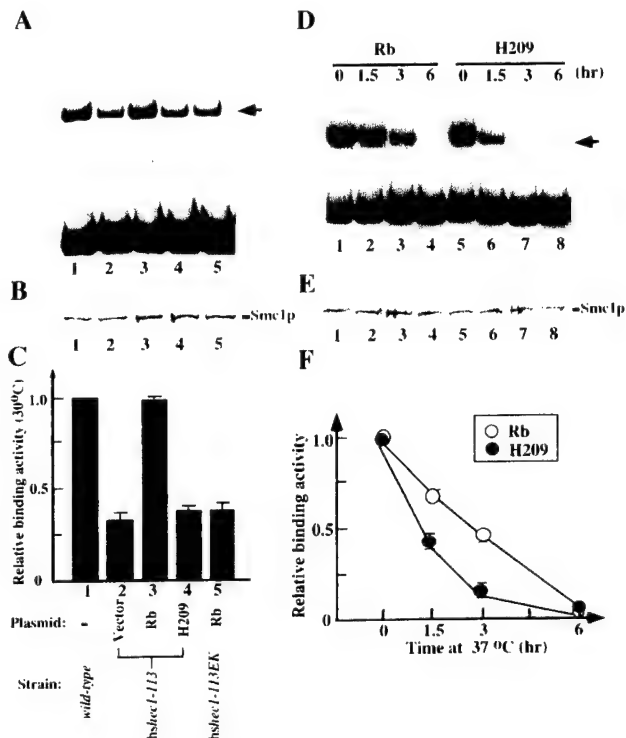 A
1 2 3 4 5
B
Smc1p
1 2 3 4 5
C
Relative binding activity (30°C)
1.0
0.5
0
1 2 3 4 5
Plasmid: - Vector Rb H209 Rb
Strain: wild-type hshec1-113 hshec1-113EK
D
Rb H209
0 1.5 3 6 0 1.5 3 6 (hr)
1 2 3 4 5 6 7 8
E
Smc1p
1 2 3 4 5 6 7 8
F
Rb
H209
Relative binding activity
1.0
0.5
0
0 1.5 3 6
Time at 37 °C (hr)